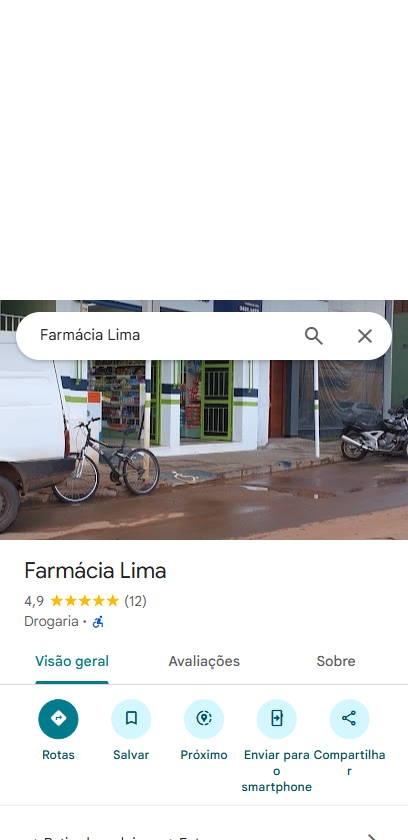 Farmácia Lima
Farmácia Lima
4,9 (12)
Drogaria ·
Visão geral
Avaliações
Sobre
Rotas
Salvar
Próximo
Enviar para o smartphone
Compartilhar